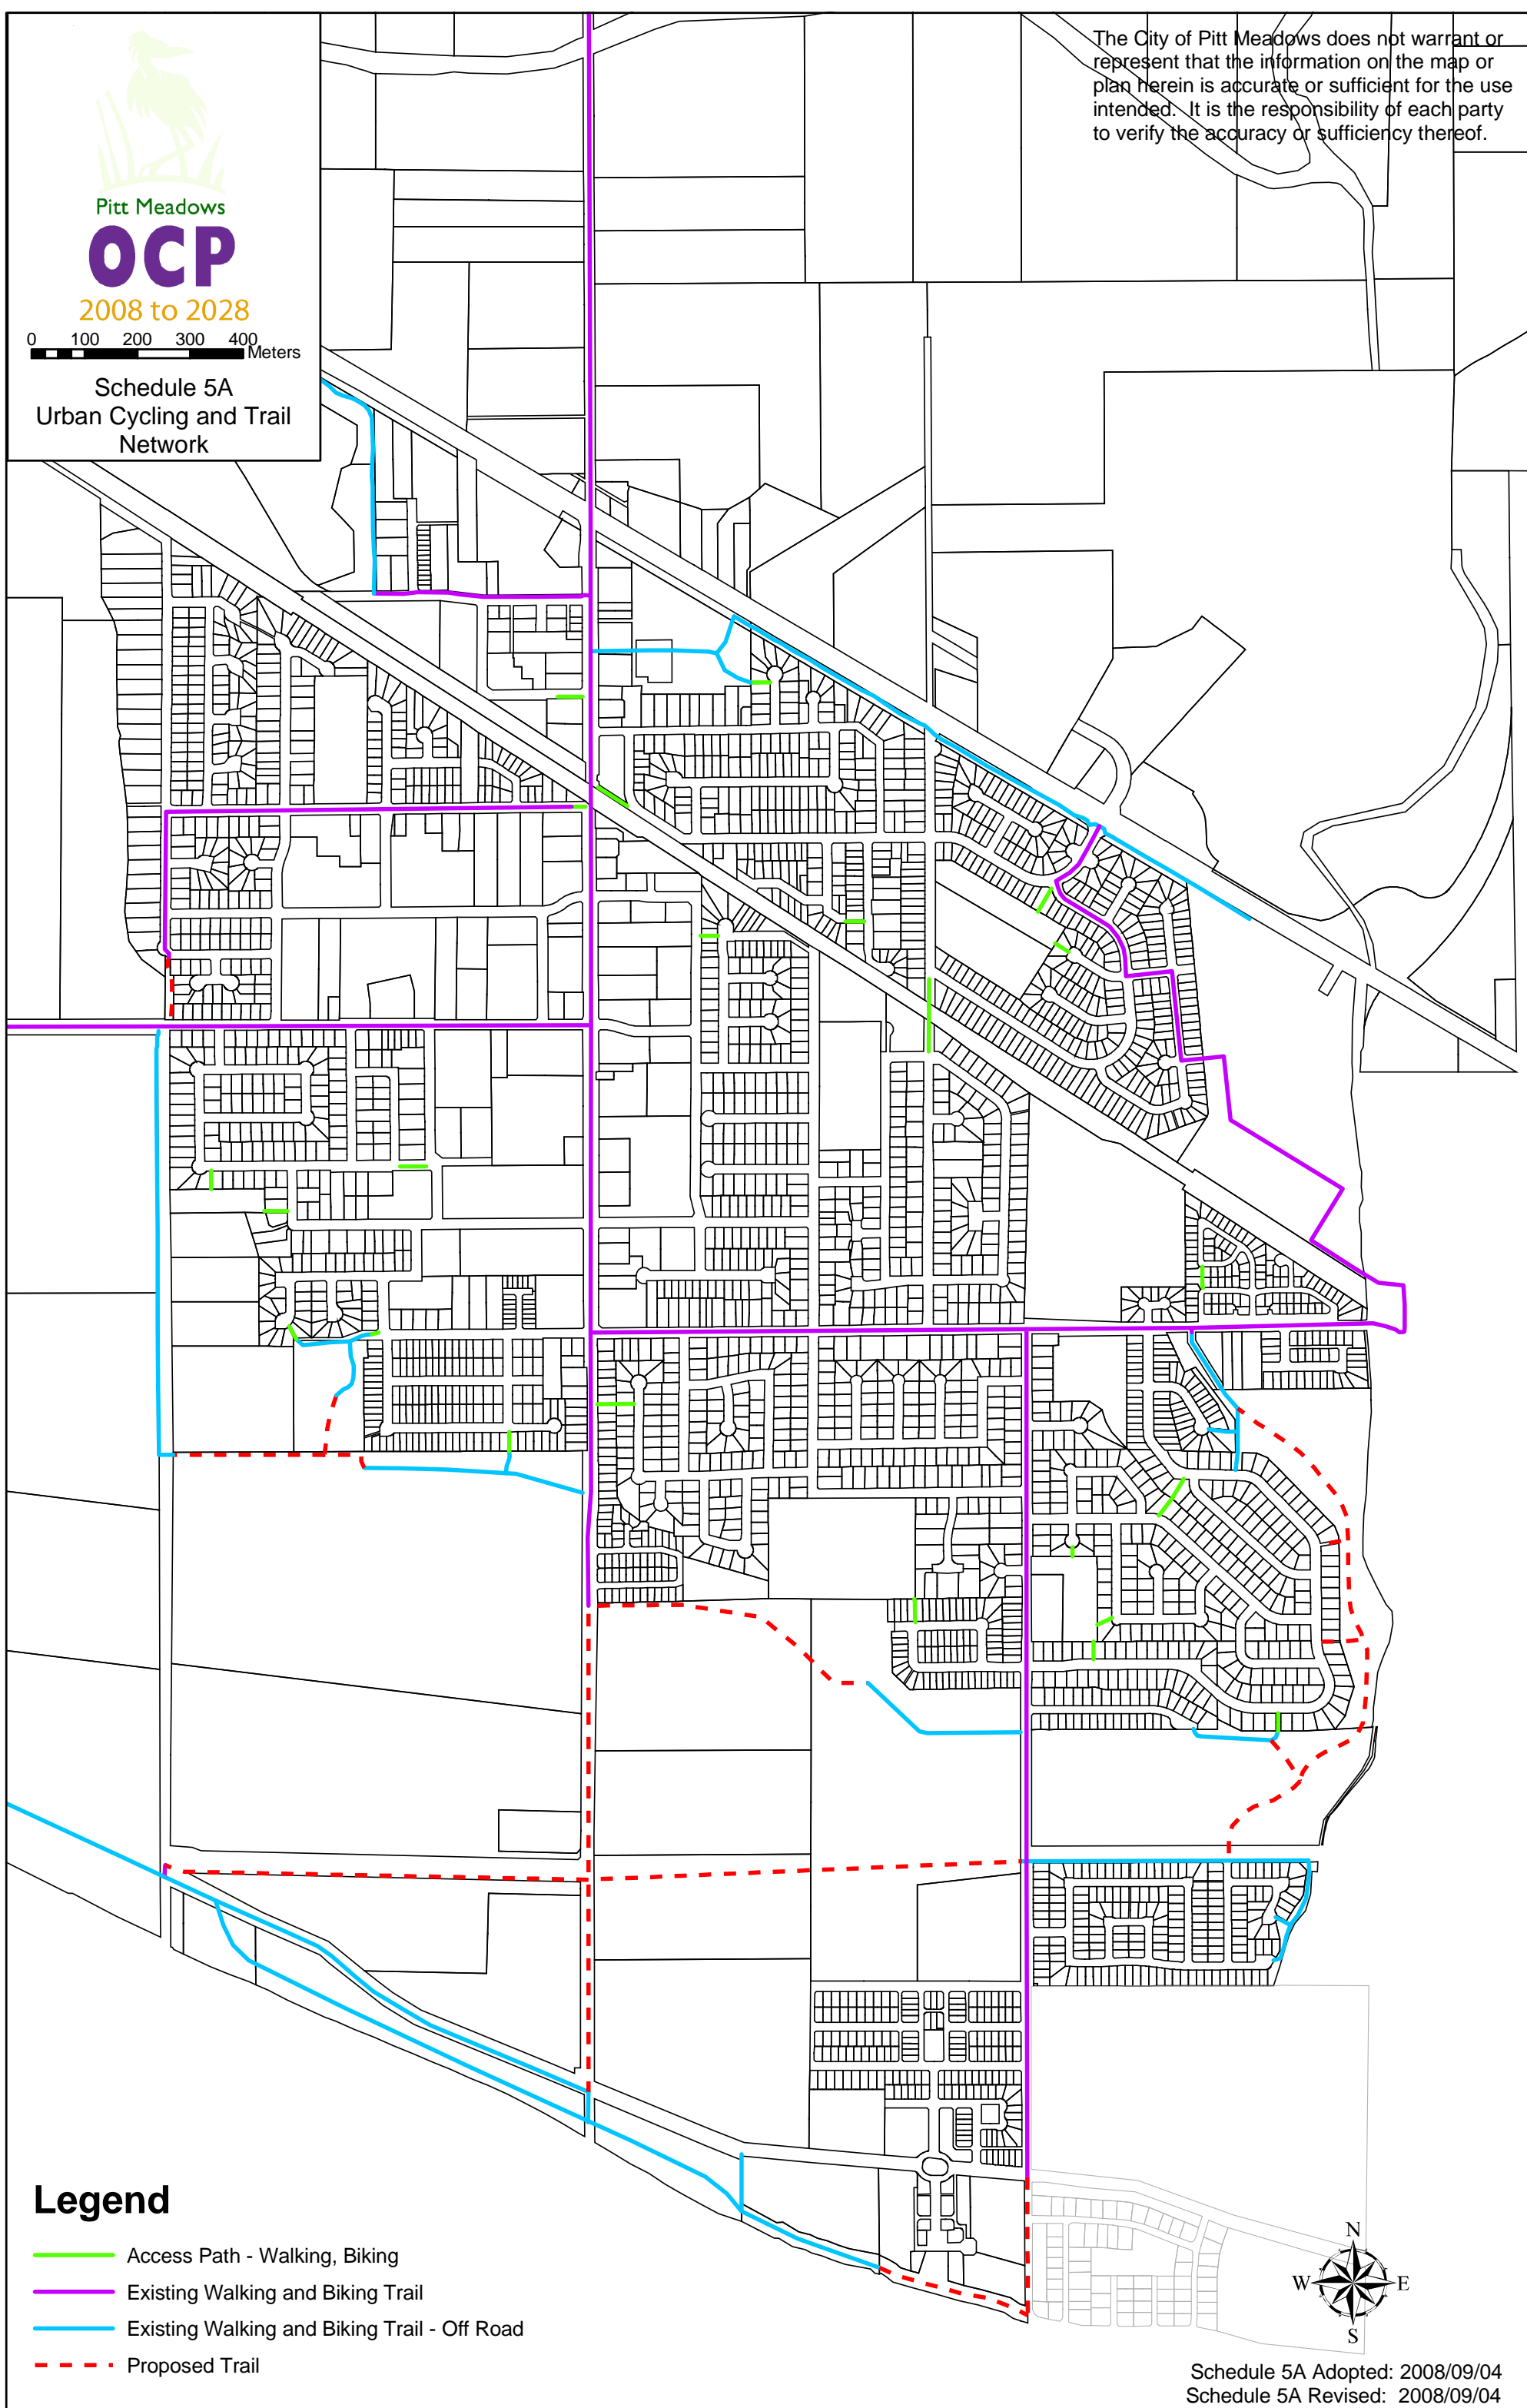 The City of Pitt Meadows does not warrant or
represent that the information on the map or
plan herein is accurate or sufficient for the use
intended. It is the responsibility of each party
to verify the accuracy or sufficiency thereof.
Pitt Meadows
OCP
2008 to 2028
0 100 200 300 400
Meters
Schedule 5A
Urban Cycling and Trail
Network
Legend
Access Path - Walking, Biking
Existing Walking and Biking Trail
Existing Walking and Biking Trail - Off Road
Proposed Trail
N
W E
S
Schedule 5A Adopted: 2008/09/04
Schedule 5A Revised: 2008/09/04